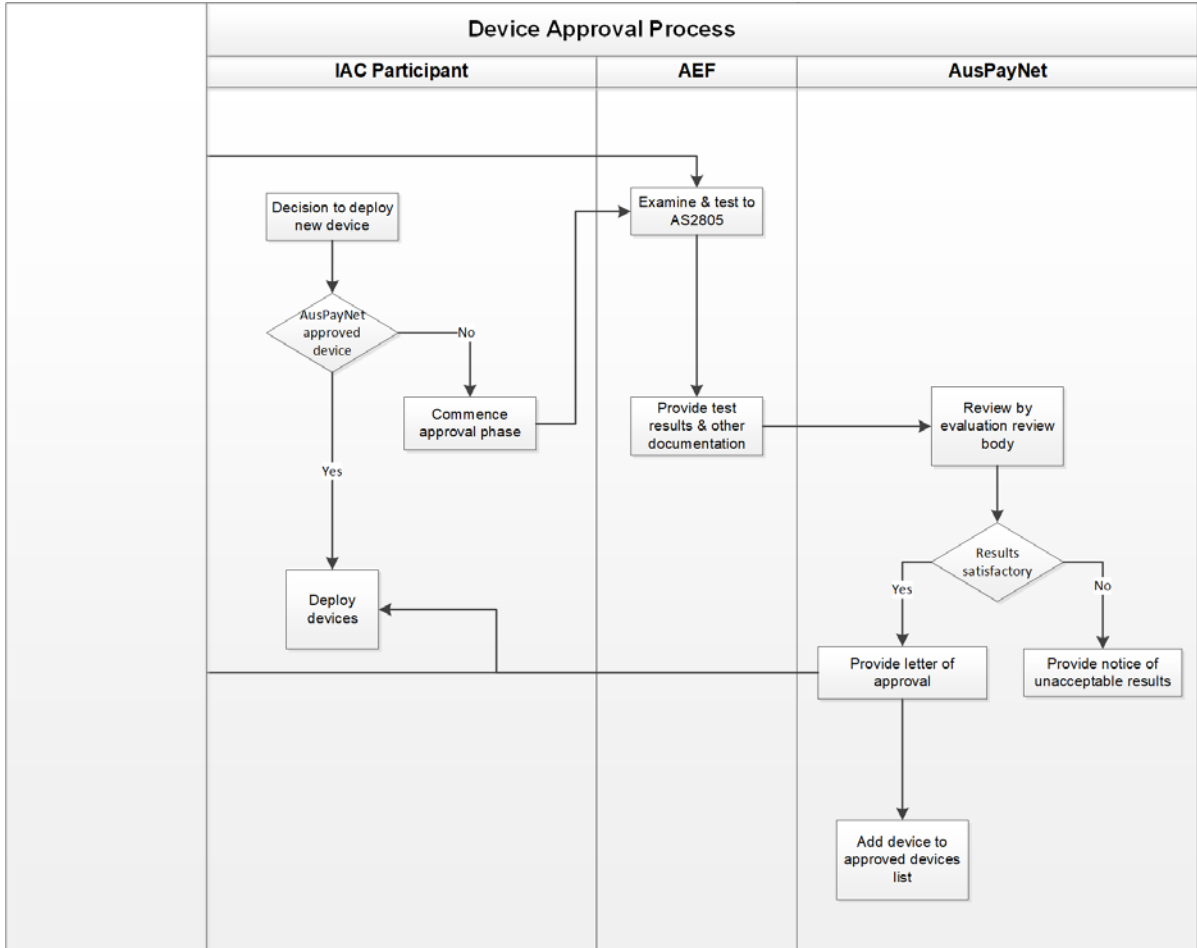 Device Approval Process
IAC Participant
AEF
AusPayNet
Decision to deploy
new device
Examine & test to
AS2805
AusPayNet
approved
device
No
Commence
approval phase
Provide test
results & other
documentation
Review by
evaluation review
body
Yes
Results
satisfactory
Yes
No
Deploy
devices
Provide letter of
approval
Provide notice of
unacceptable results
Add device to
approved devices
list